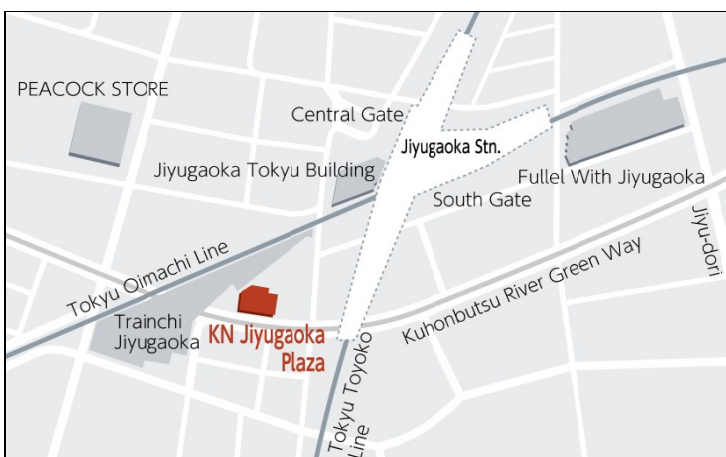 PEACOCK STORE
Central Gate
Jiyugaoka Stn.
Jiyugaoka Tokyu Building
Fullel With Jiyugaoka
South Gate
Jiyu-dori
Tokyu Oimachi Line
Kuhonbutsu River Green Way
Trainchi
Jiyugaoka
KN Jiyugaoka
Plaza
Tokyu Toyoko
Line